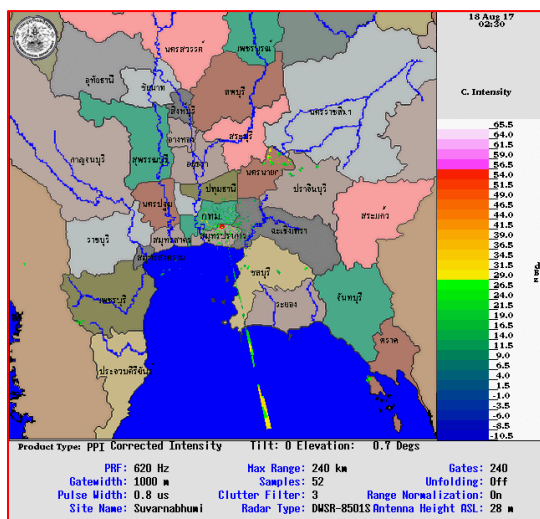 18 Aug 17
02:30
C. Intensity
65.5
64.0
61.5
59.0
56.5
54.0
51.5
49.0
46.5
44.0
41.5
39.0
36.5
34.0
31.5
29.0
26.5
24.0
21.5
19.0
16.5
14.0
11.5
9.0
6.5
4.0
1.5
-1.0
-3.5
-6.0
-8.5
-10.5
นครสวรรค์
เพชรบูรณ์
อุทัยธานี
ชัยนาท
ลพบุรี
สิงห์บุรี
นครราชสีมา
อ่างทอง
สระบุรี
กาญจนบุรี
สุพรรณบุรี
อยุธยา
นครนายก
ปราจีนบุรี
ปทุมธานี
นครปฐม
กทม.
สระแก้ว
ฉะเชิงเทรา
สมุทรปราการ
ราชบุรี
สมุทรสาคร
สมุทรสงคราม
ชลบุรี
เพชรบุรี
ระยอง
จันทบุรี
ตราด
ประจวบคีรีขันธ์
Product Type: PPI Corrected Intensity Tilt: 0 Elevation: 0.7 Degs
PRF: 620 Hz Max Range: 240 km Gates: 240
Gatewidth: 1000 m Samples: 52 Unfolding: Off
Pulse Width: 0.8 us Clutter Filter: 3 Range Normalization: On
Site Name: Suvarnabhumi Radar Type: DWSR-8501S Antenna Height ASL: 28 m